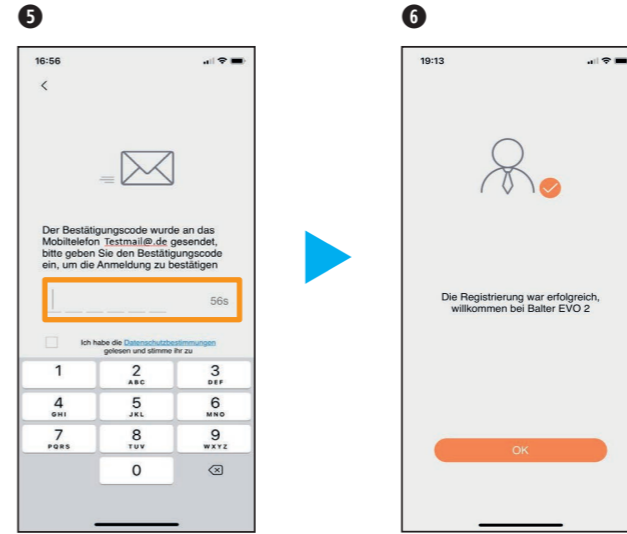 5
6
16:56
Der Bestätigungscode wurde an das
Mobiltelefon Testmail@.de gesendet,
bitte geben Sie den Bestätigungscode
ein, um die Anmeldung zu bestätigen
56s
Ich habe die Datenschutzbestimmungen
gelesen und stimme ihr zu
1
2
ABC
3
DEF
4
GHI
5
JKL
6
MNO
7
PQRS
8
TUV
9
WXYZ
0
19:13
Die Registrierung war erfolgreich,
willkommen bei Balter EVO 2
OK